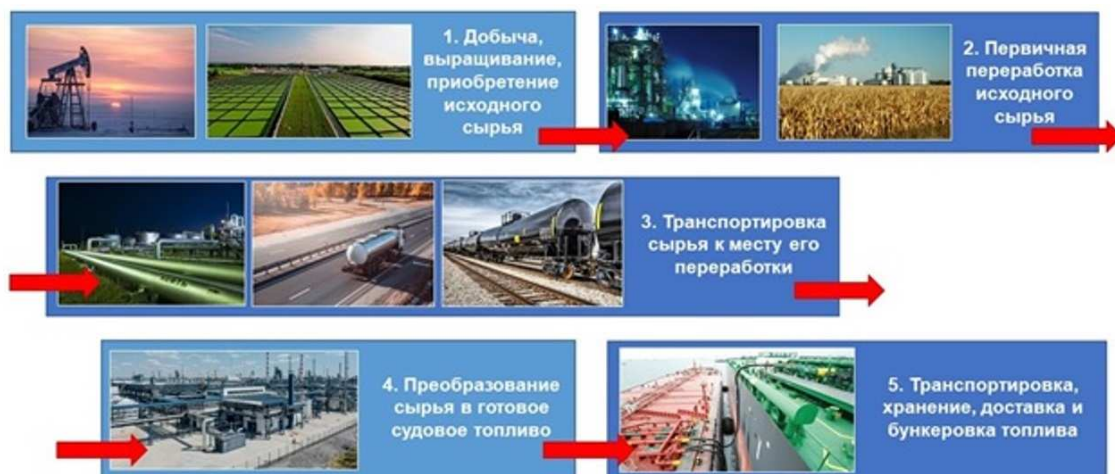 1. Добыча,
выращивание,
приобретение
исходного
сырья
2. Первичная
переработка
исходного
сырья
3. Транспортировка
сырья к месту его
переработки
4. Преобразование
сырья в готовое
судовое топливо
5. Транспортировка,
хранение, доставка и
бункеровка топлива